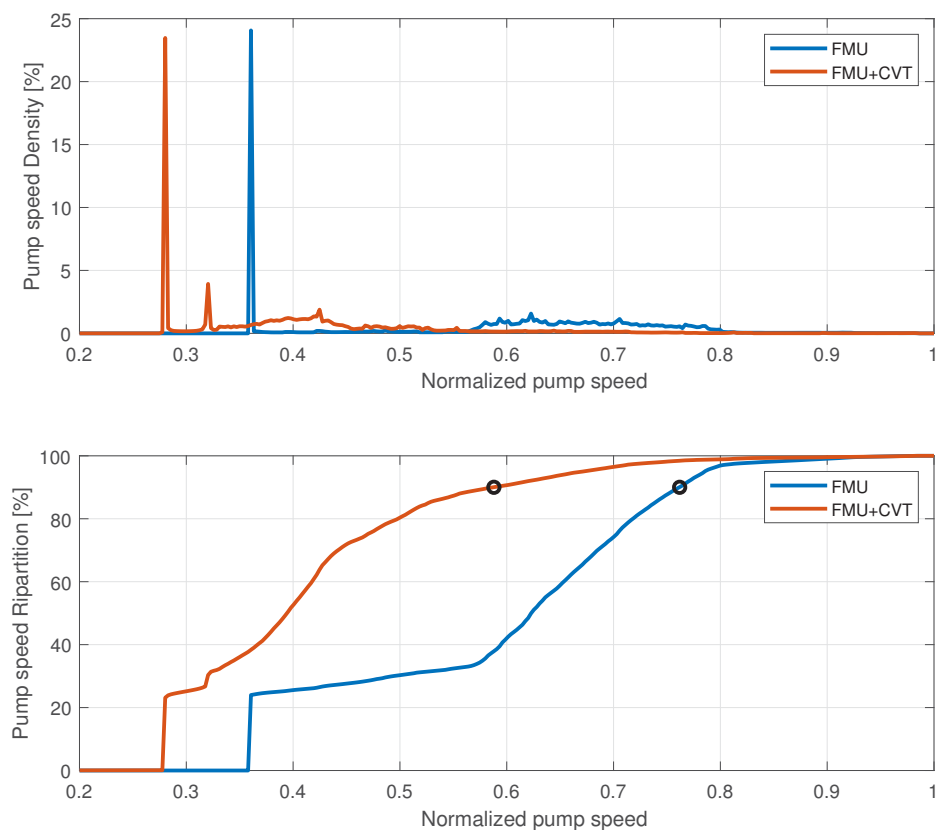 25
20
15
10
5
0
Pump speed Density [%]
FMU
FMU+CVT
0.2 0.3 0.4 0.5 0.6 0.7 0.8 0.9 1
Normalized pump speed
100
80
60
40
20
0
Pump speed Ripartition [%]
FMU
FMU+CVT
0.2 0.3 0.4 0.5 0.6 0.7 0.8 0.9 1
Normalized pump speed